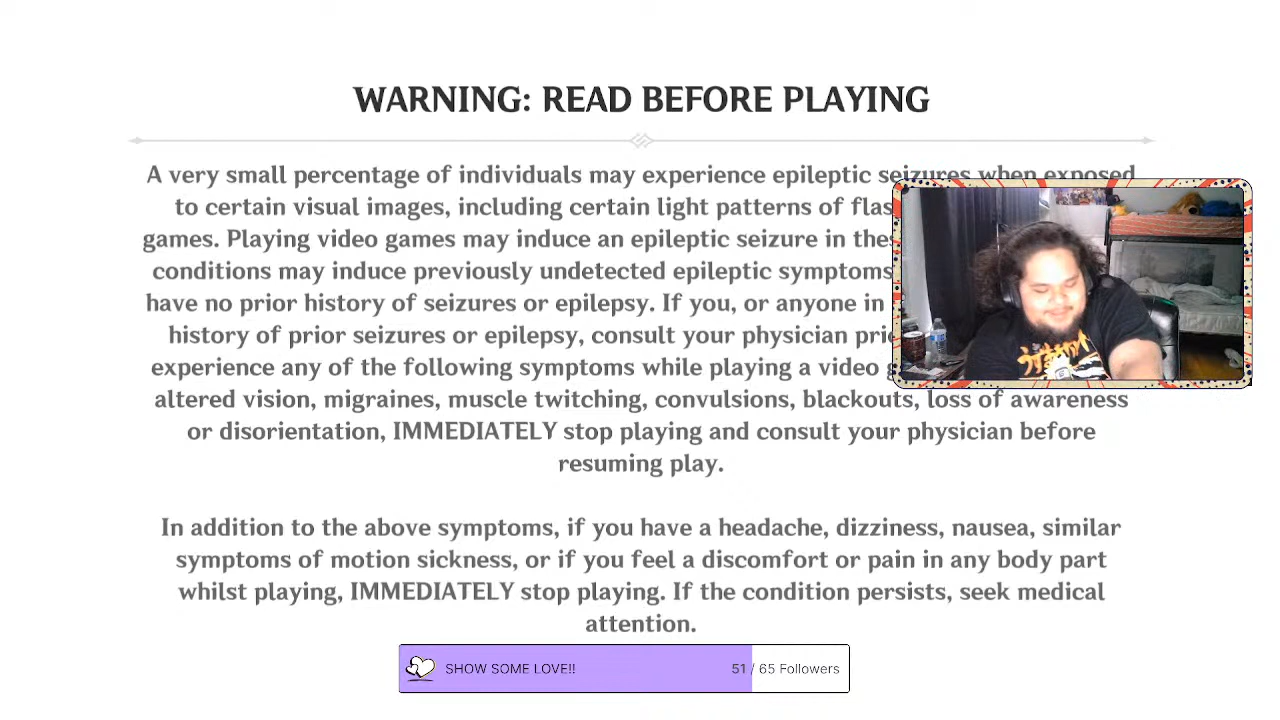 WARNING: READ BEFORE PLAYING
A very small percentage of individuals may experience epileptic seizures when exposed
to certain visual images, including certain light patterns of
games. Playing video games may induce an epileptic seizure in
conditions may induce previously undetected epileptic symptoms
have no prior history of seizures or epilepsy. If you, or anyone in
history of prior seizures or epilepsy, consult your physician
experience any of the following symptoms while playing a video
altered vision, migraines, muscle twitching, convulsions, blackouts, loss of awareness
or disorientation, IMMEDIATELY stop playing and consult your physician before
resuming play.
In addition to the above symptoms, if you have a headache, dizziness, nausea, similar
symptoms of motion sickness, or if you feel a discomfort or pain in any body part
whilst playing, IMMEDIATELY stop playing. If the condition persists, seek medical
attention.
SHOW SOME LOVE!! 51 / 65 Followers